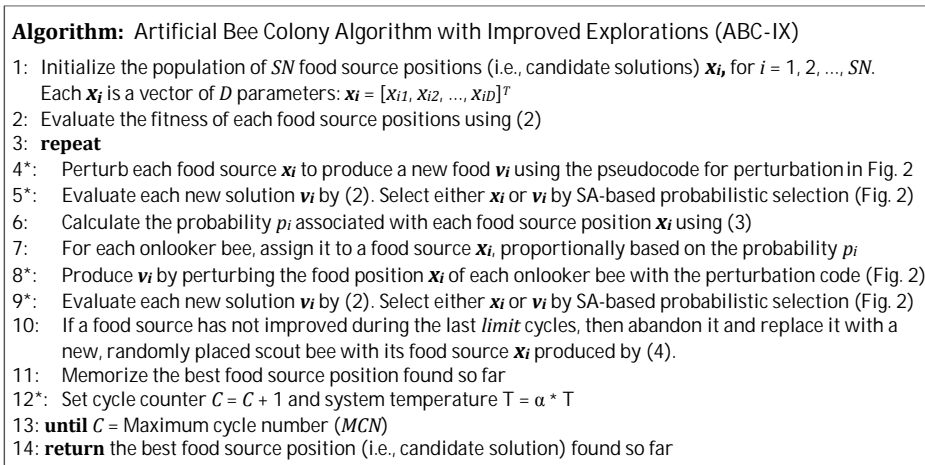 Algorithm: Artificial Bee Colony Algorithm with Improved Explorations (ABC-IX)
1: Initialize the population of SN food source positions (i.e., candidate solutions) xi, for i = 1, 2, ..., SN.
Each xi is a vector of D parameters: xi = [xi1, xi2, ..., xiD]T
2: Evaluate the fitness of each food source positions using (2)
3: repeat
4*: Perturb each food source xi to produce a new food vi using the pseudocode for perturbation in Fig. 2
5*: Evaluate each new solution vi by (2). Select either xi or vi by SA-based probabilistic selection (Fig. 2)
6: Calculate the probability pi associated with each food source position xi using (3)
7: For each onlooker bee, assign it to a food source xi, proportionally based on the probability pi
8*: Produce vi by perturbing the food position xi of each onlooker bee with the perturbation code (Fig. 2)
9*: Evaluate each new solution vi by (2). Select either xi or vi by SA-based probabilistic selection (Fig. 2)
10: If a food source has not improved during the last limit cycles, then abandon it and replace it with a
new, randomly placed scout bee with its food source xi produced by (4).
11: Memorize the best food source position found so far
12*: Set cycle counter C = C + 1 and system temperature T = α * T
13: until C = Maximum cycle number (MCN)
14: return the best food source position (i.e., candidate solution) found so far